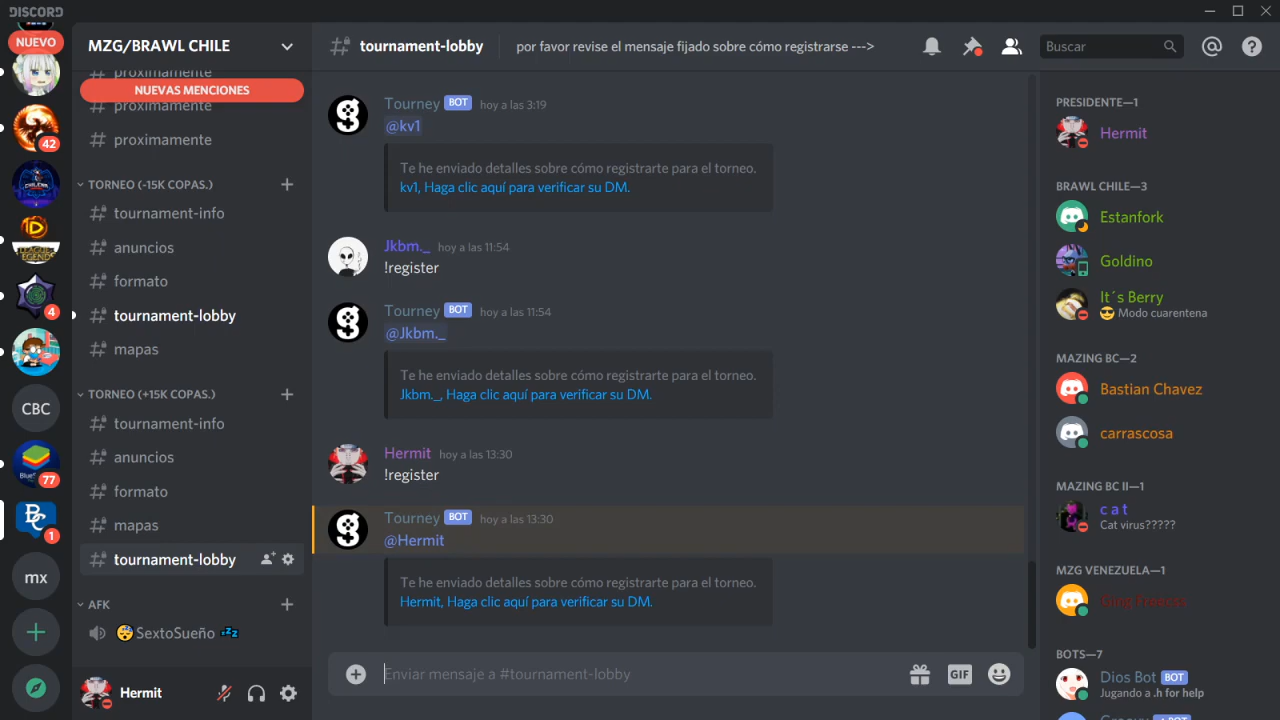 DISCORD
NUEVO
42
4
CBC
77
1
mx
MZG/BRAWL CHILE
proximamente
NUEVAS MENCIONES
proximamente
proximamente
TORNEO (-15K COPAS.)
tournament-info
anuncios
formato
tournament-lobby
mapas
TORNEO (+15K COPAS.)
tournament-info
anuncios
formato
mapas
tournament-lobby
AFK
😴SextoSueño 💤
Hermit
# tournament-lobby
por favor revise el mensaje fijado sobre cómo registrarse --->
Buscar
Tourney BOT hoy a las 3:19
@kv1
Te he enviado detalles sobre cómo registrarte para el torneo.
kv1, Haga clic aquí para verificar su DM.
Jkbm._ hoy a las 11:54
!register
Tourney BOT hoy a las 11:54
@Jkbm._
Te he enviado detalles sobre cómo registrarte para el torneo.
Jkbm._, Haga clic aquí para verificar su DM.
Hermit hoy a las 13:30
!register
Tourney BOT hoy a las 13:30
@Hermit
Te he enviado detalles sobre cómo registrarte para el torneo.
Hermit, Haga clic aquí para verificar su DM.
Enviar mensaje a #tournament-lobby
GIF
PRESIDENTE—1
Hermit
BRAWL CHILE—3
Estanfork
Goldino
It´s Berry
😎 Modo cuarentena
MAZING BC—2
Bastian Chavez
carrascosa
MAZING BC II—1
c a t
Cat virus?????
MZG VENEZUELA—1
BOTS—7
Dios Bot BOT
Jugando a .h for help